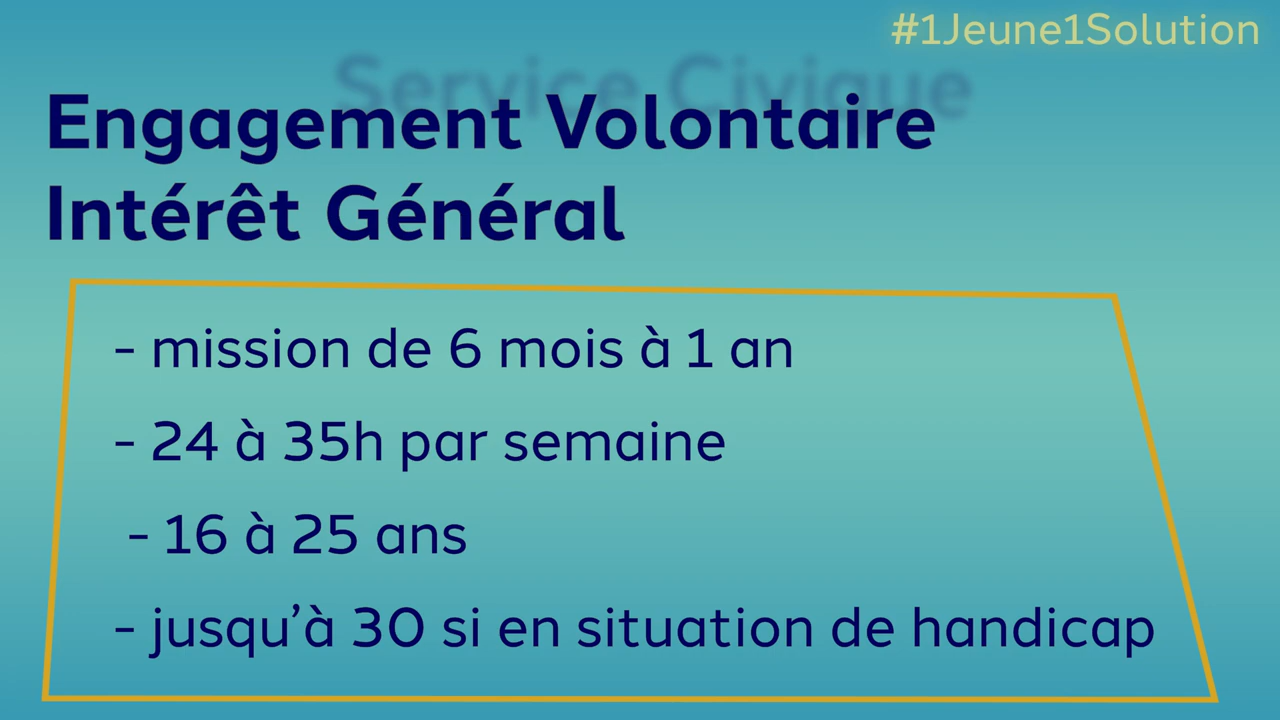 #1Jeune1Solution
Service Civique
Engagement Volontaire
Intérêt Général
- mission de 6 mois à 1 an
- 24 à 35h par semaine
- 16 à 25 ans
- jusqu’à 30 si en situation de handicap